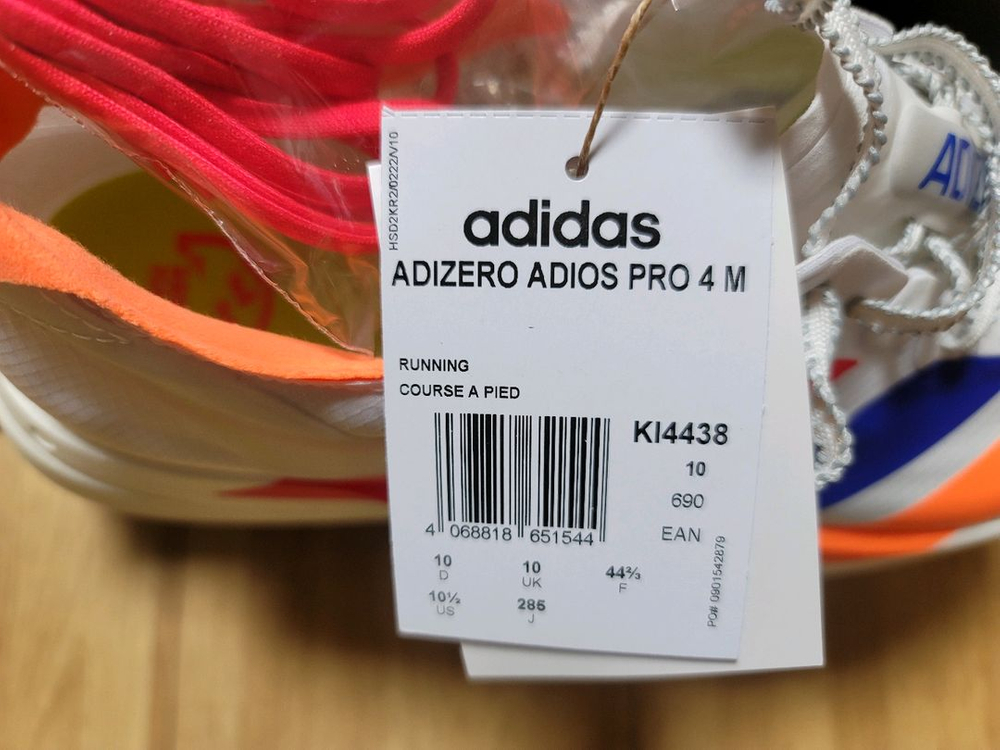 HSD2KR2/0222/V10
adidas
ADIZERO ADIOS PRO 4 M
RUNNING
COURSE A PIED
KI4438
10
690
EAN
4 068818 651544
10
D
10
UK
44⅔
F
10½
US
285
J
PO# 0901542879